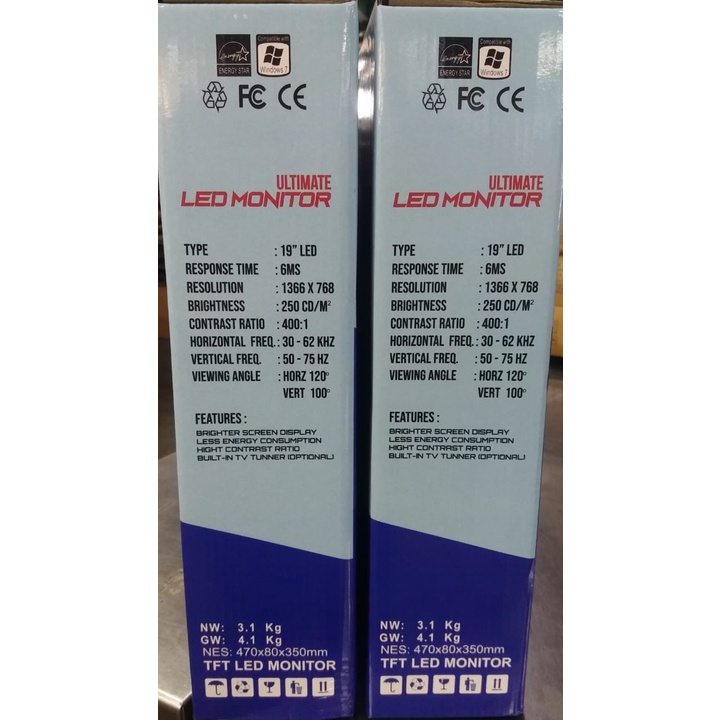 ENERGY STAR
Compatible with
Windows 7
FC CE
ULTIMATE
LED MONITOR
TYPE : 19" LED
RESPONSE TIME : 6MS
RESOLUTION : 1366 X 768
BRIGHTNESS : 250 CD/M²
CONTRAST RATIO : 400:1
HORIZONTAL FREQ. : 30 - 62 KHZ
VERTICAL FREQ. : 50 - 75 HZ
VIEWING ANGLE : HORZ 120°
VERT 100°
FEATURES :
BRIGHTER SCREEN DISPLAY
LESS ENERGY CONSUMPTION
HIGHT CONTRAST RATIO
BUILT-IN TV TUNNER (OPTIONAL)
NW: 3.1 Kg
GW: 4.1 Kg
NES: 470x80x350mm
TFT LED MONITOR
ENERGY STAR
Compatible with
Windows 7
FC CE
ULTIMATE
LED MONITOR
TYPE : 19" LED
RESPONSE TIME : 6MS
RESOLUTION : 1366 X 768
BRIGHTNESS : 250 CD/M²
CONTRAST RATIO : 400:1
HORIZONTAL FREQ. : 30 - 62 KHZ
VERTICAL FREQ. : 50 - 75 HZ
VIEWING ANGLE : HORZ 120°
VERT 100°
FEATURES :
BRIGHTER SCREEN DISPLAY
LESS ENERGY CONSUMPTION
HIGHT CONTRAST RATIO
BUILT-IN TV TUNNER (OPTIONAL)
NW: 3.1 Kg
GW: 4.1 Kg
NES: 470x80x350mm
TFT LED MONITOR